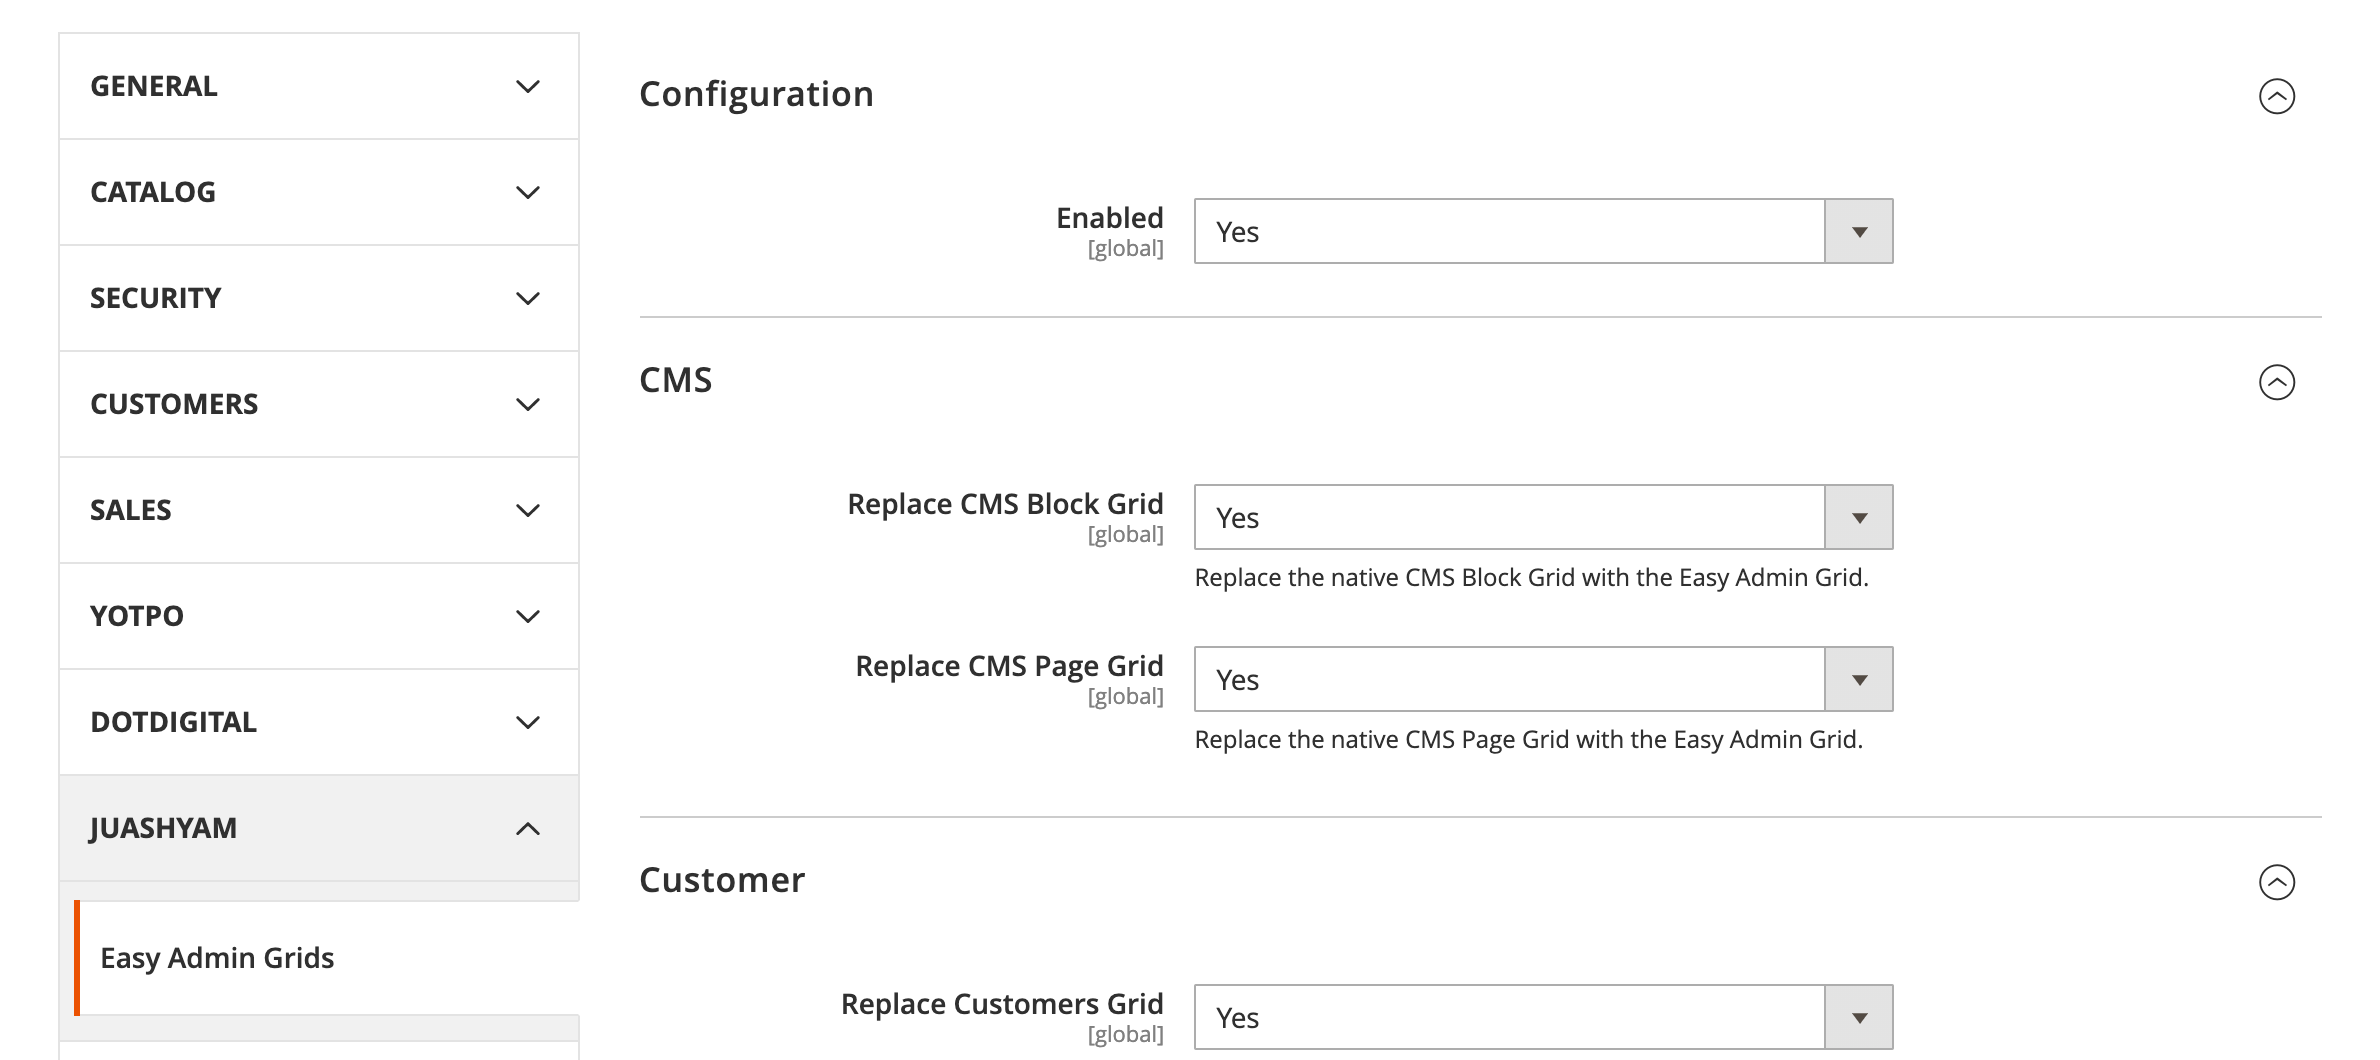 GENERAL
CATALOG
SECURITY
CUSTOMERS
SALES
YOTPO
DOTDIGITAL
JUASHYAM
Easy Admin Grids
Configuration
Enabled
[global]
Yes
CMS
Replace CMS Block Grid
[global]
Yes
Replace the native CMS Block Grid with the Easy Admin Grid.
Replace CMS Page Grid
[global]
Yes
Replace the native CMS Page Grid with the Easy Admin Grid.
Customer
Replace Customers Grid
[global]
Yes